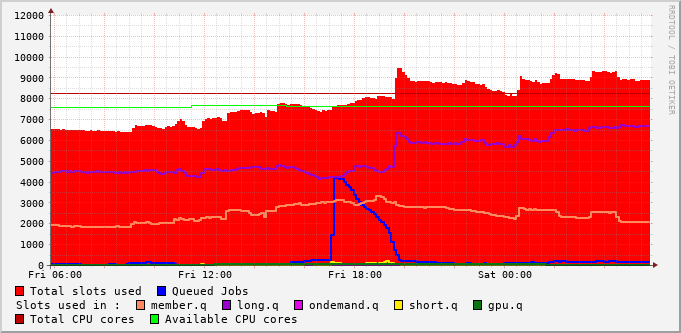 12000
11000
10000
9000
8000
7000
6000
5000
4000
3000
2000
1000
0
Fri 06:00 Fri 12:00 Fri 18:00 Sat 00:00
Total slots used Queued Jobs
Slots used in : member.q long.q ondemand.q short.q gpu.q
Total CPU cores Available CPU cores
RRDTOOL / TOBI OETIKER